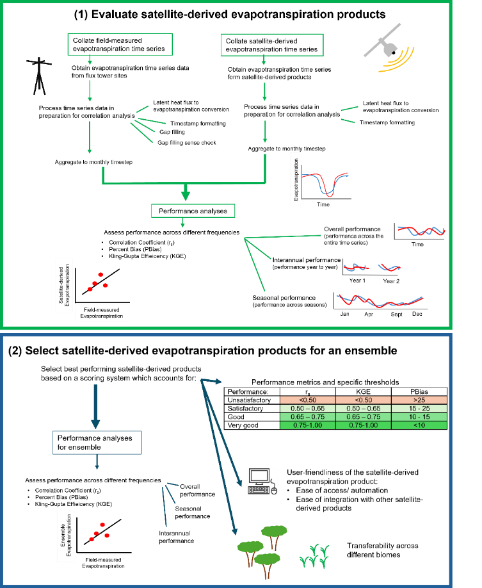 (1) Evaluate satellite-derived evapotranspiration products
Collate field-measured
evapotranspiration time series
Collate satellite-derived
evapotranspiration time series
Obtain evapotranspiration time series data
from flux tower sites
Obtain evapotranspiration time series
form satellite-derived products
Process time series data in
preparation for correlation analysis
Latent heat flux to
evapotranspiration conversion
Timestamp formatting
Gap filling
Gap filling sense check
Process time series data in
preparation for correlation analysis
Latent heat flux to
evapotranspiration conversion
Timestamp formatting
Aggregate to monthly timestep
Aggregate to monthly timestep
Evapotranspiration
Time
Performance analyses
Assess performance across different frequencies
• Correlation Coefficient (rs)
• Percent Bias (PBias)
• Kling-Gupta Effeicency (KGE)
Overall performance
(performance across the
entire time series)
Time
Interannual performance
(performance year to year)
Year 1
Year 2
Seasonal performance
(performance across seasons)
Jan
Apr
Sept
Dec
Satellite-derived
Evapotranspiration
Field-measured
Evapotranspiration
(2) Select satellite-derived evapotranspiration products for an ensemble
Select best performing satellite-derived products
based on a scoring system which accounts for;
Performance metrics and specific thresholds
Performance: rs KGE PBias
Unsatisfactory <0.50 <0.50 >25
Satisfactory 0.50 – 0.65 0.50 – 0.65 15 - 25
Good 0.65 – 0.75 0.65 – 0.75 10 - 15
Very good 0.75-1.00 0.75-1.00 <10
Performance analyses
for ensemble
Assess performance across different frequencies
• Correlation Coefficient (rs)
• Percent Bias (PBias)
• Kling-Gupta Efficiency (KGE)
Overall
performance
Seasonal
performance
Interannual
performance
Ensemble
Evapotranspiration
Field-measured
Evapotranspiration
User-friendliness of the satellite-derived
evapotranspiration product:
• Ease of access/ automation
• Ease of integration with other satellite-
derived products
Transferability across
different biomes